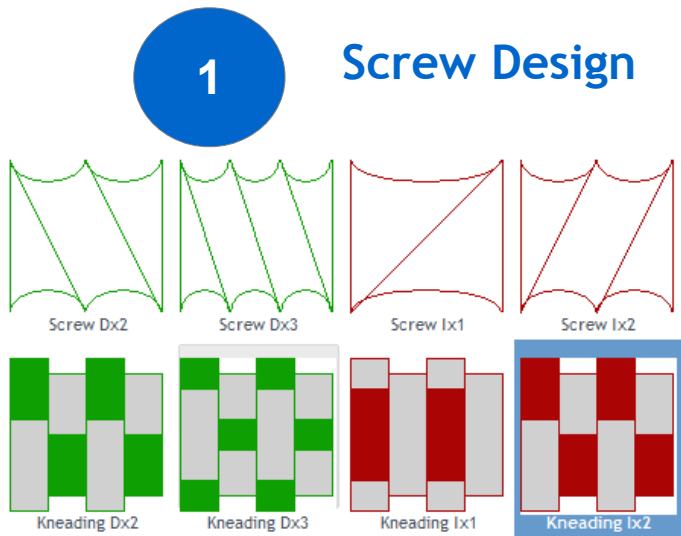 1
Screw Design
Screw Dx2 Screw Dx3 Screw Ix1 Screw Ix2
Kneading Dx2 Kneading Dx3 Kneading Ix1 Kneading Ix2